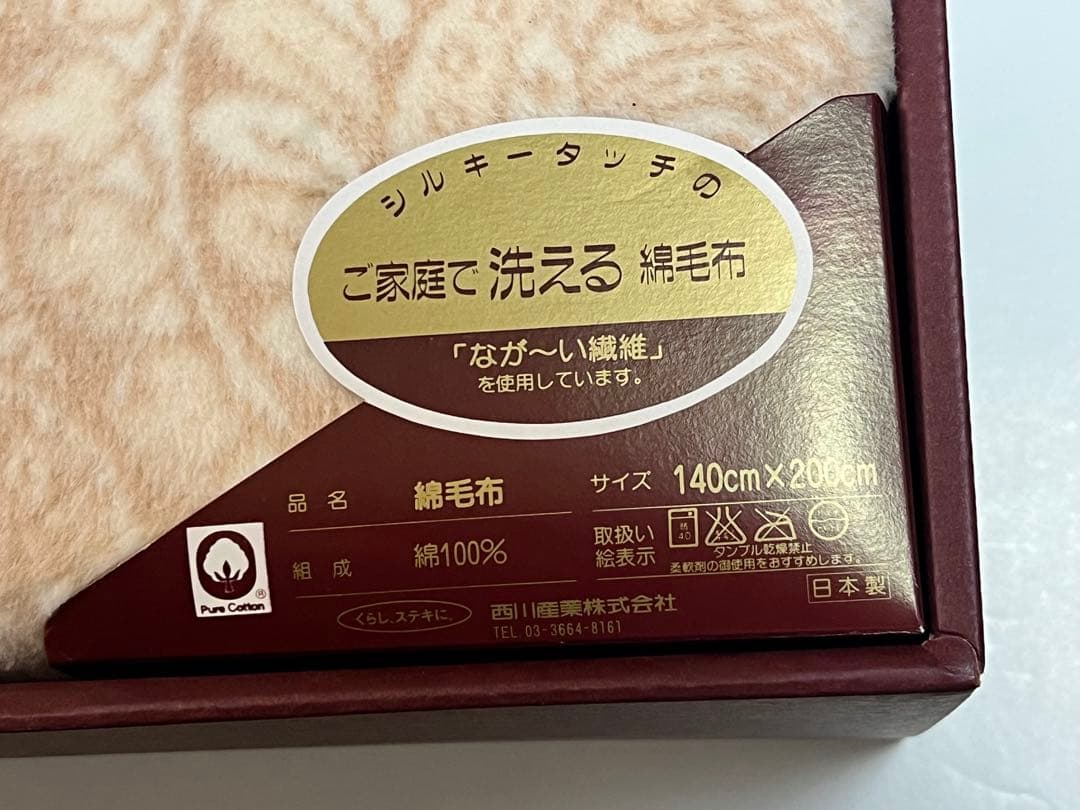 シルキータッチの
ご家庭で洗える綿毛布
「なが〜い繊維」
を使用しています。
品名 綿毛布
組成 綿100%
サイズ 140cm×200cm
取扱い
絵表示
40
タンブル乾燥禁止
柔軟剤の御使用をおすすめします。
日本製
Pure Cotton
くらし、ステキに。
西川産業株式会社
TEL.03-3664-8161